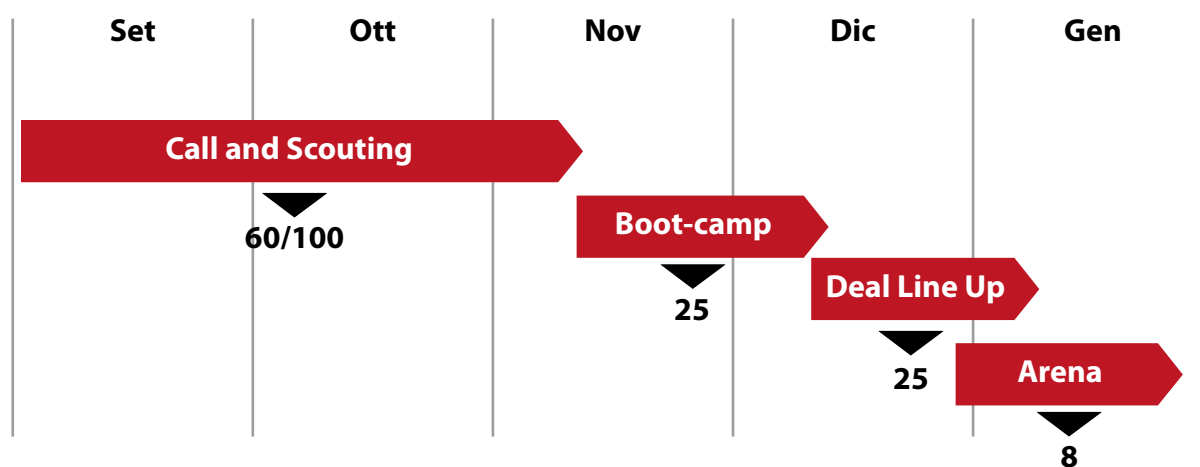 Set Ott Nov Dic Gen
Call and Scouting
60/100
Boot-camp
25
Deal Line Up
25
Arena
8